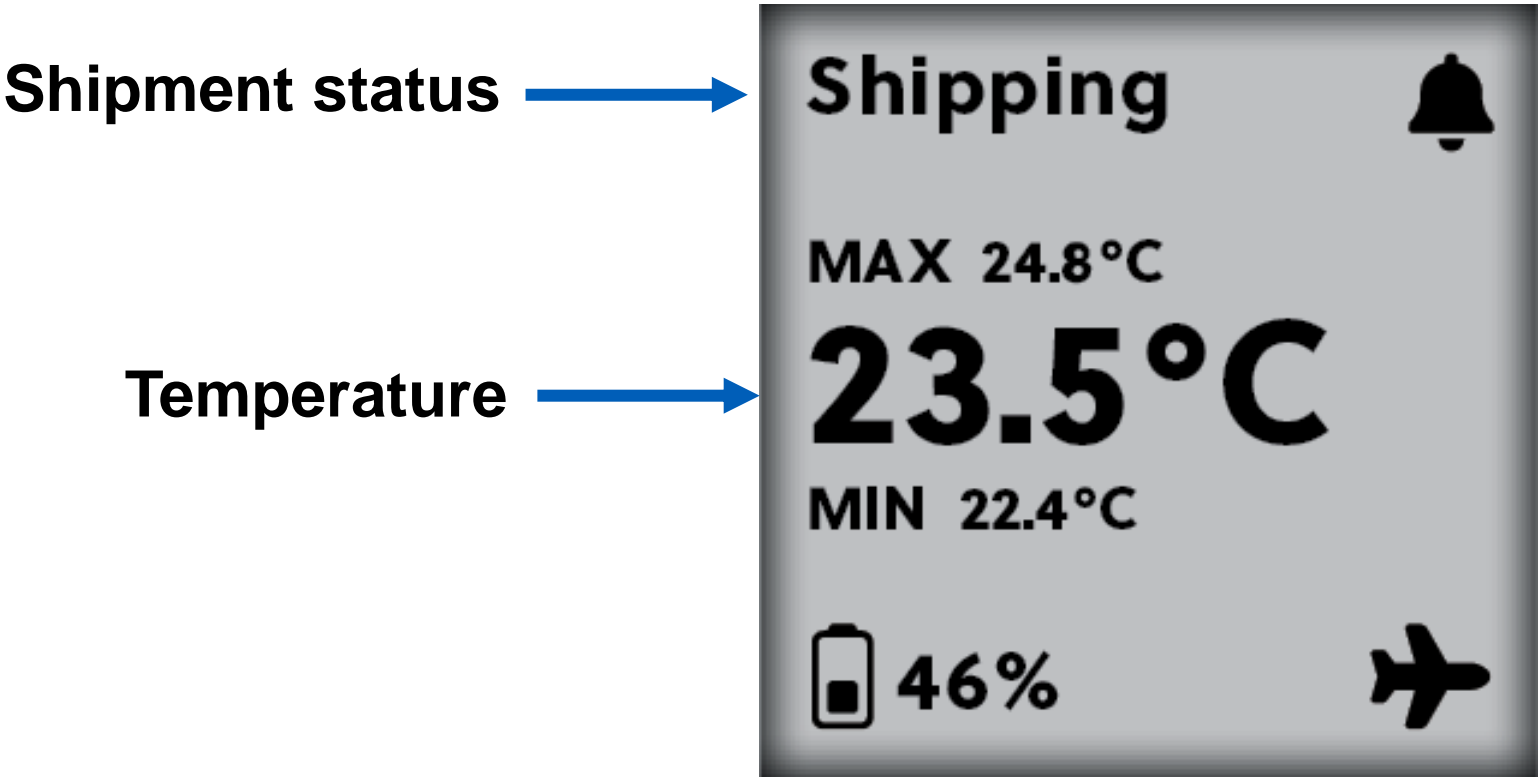 Shipment status
Shipping
MAX 24.8°C
Temperature
23.5°C
MIN 22.4°C
46%